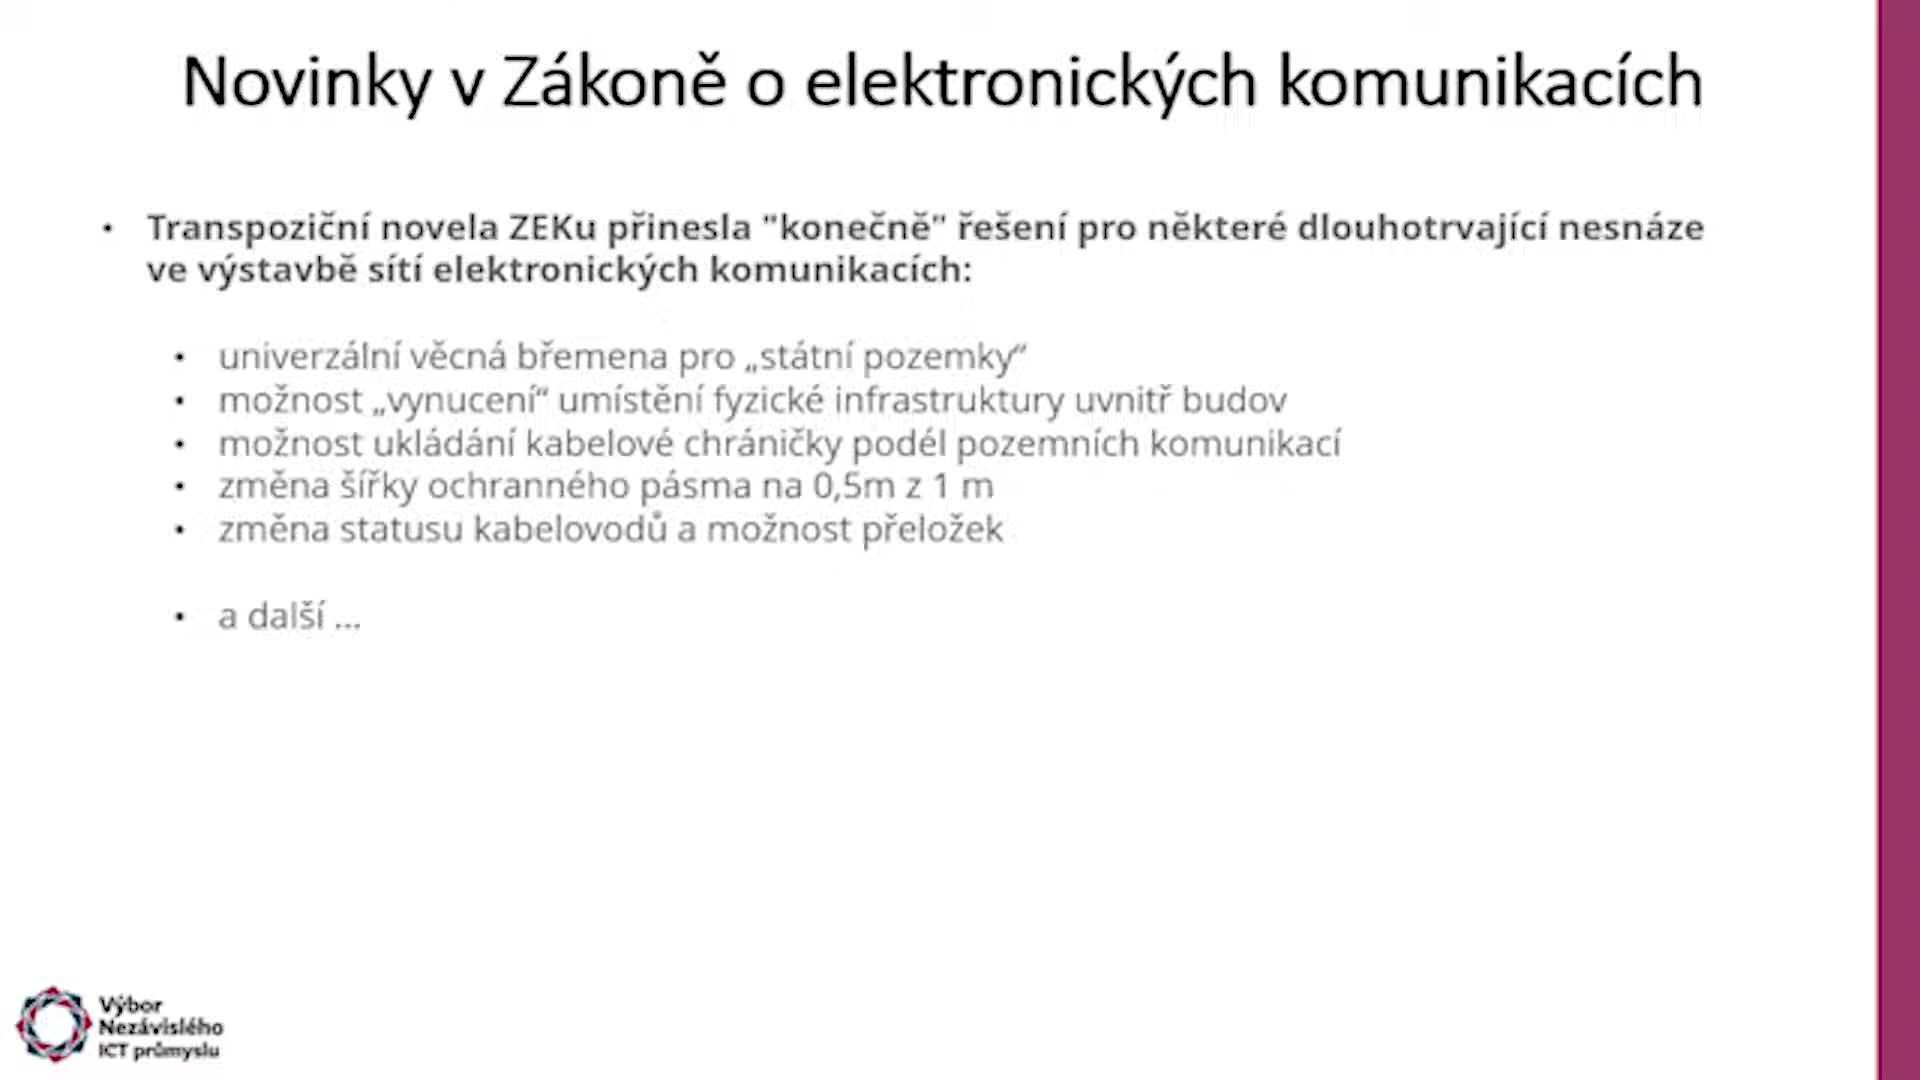 Novinky v Zákoně o elektronických komunikacích
• Transpoziční novela ZEKu přinesla "konečně" řešení pro některé dlouhotrvající nesnáze
ve výstavbě sítí elektronických komunikacích:
• univerzální věcná břemena pro „státní pozemky“
• možnost „vynucení“ umístění fyzické infrastruktury uvnitř budov
• možnost ukládání kabelové chráničky podél pozemních komunikací
• změna šířky ochranného pásma na 0,5m z 1 m
• změna statusu kabelovodů a možnost přeložek
• a další ...
Výbor
Nezávislého
ICT průmyslu